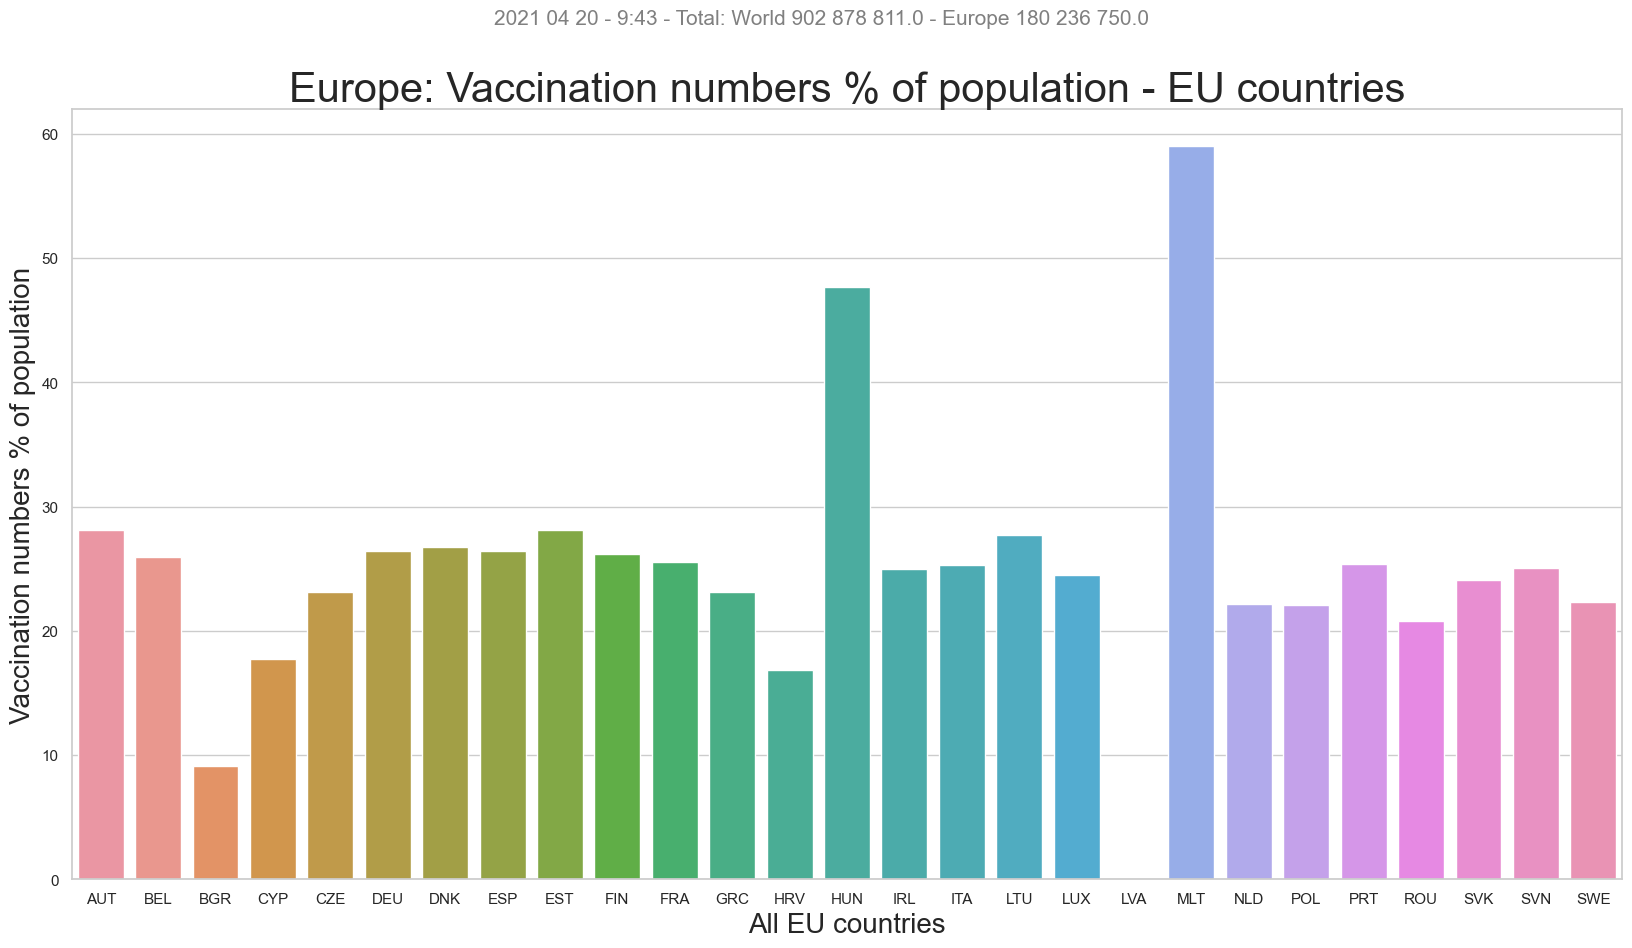 2021 04 20 - 9:43 - Total: World 902 878 811.0 - Europe 180 236 750.0
Europe: Vaccination numbers % of population - EU countries
Vaccination numbers % of population
60
50
40
30
20
10
0
AUT BEL BGR CYP CZE DEU DNK ESP EST FIN FRA GRC HRV HUN IRL ITA LTU LUX LVA MLT NLD POL PRT ROU SVK SVN SWE
All EU countries